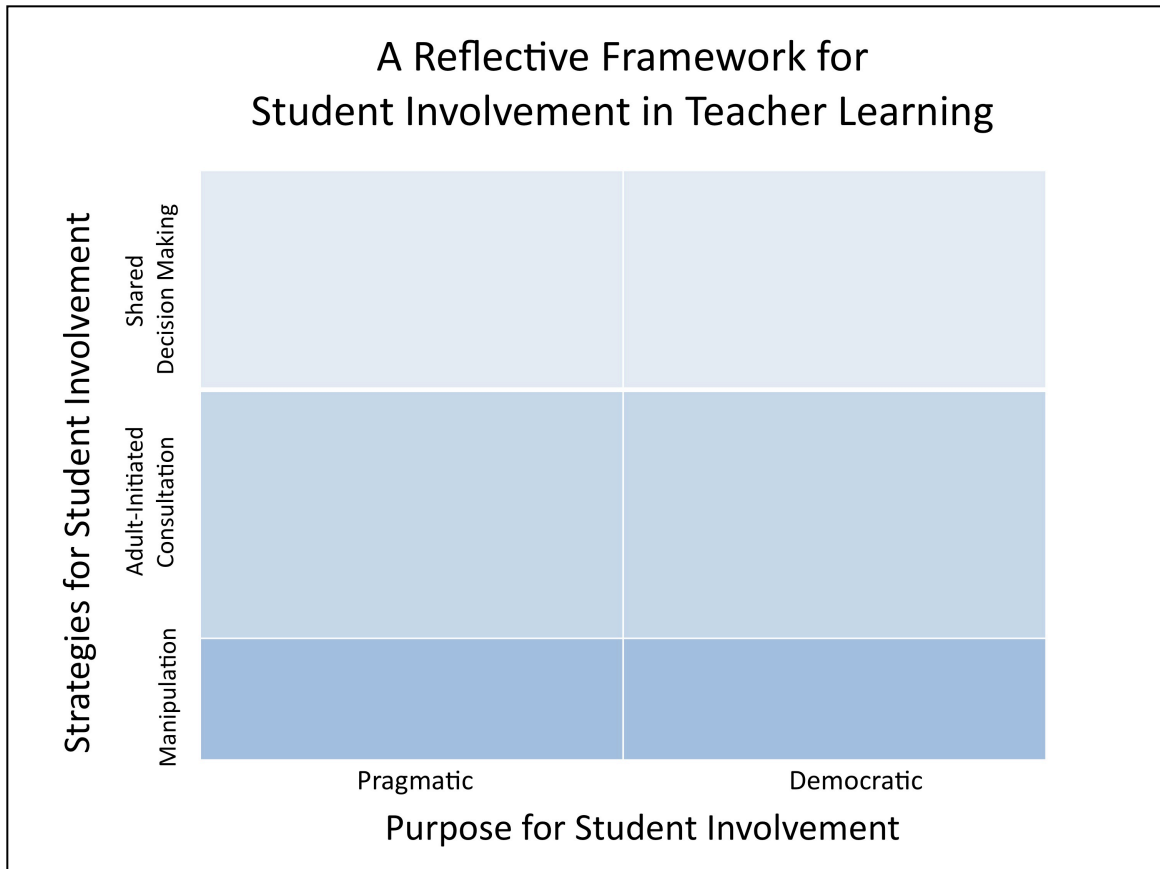 A Reflective Framework for
Student Involvement in Teacher Learning
Strategies for Student Involvement
Shared
Decision Making
Adult-Initiated
Consultation
Manipulation
Pragmatic
Democratic
Purpose for Student Involvement